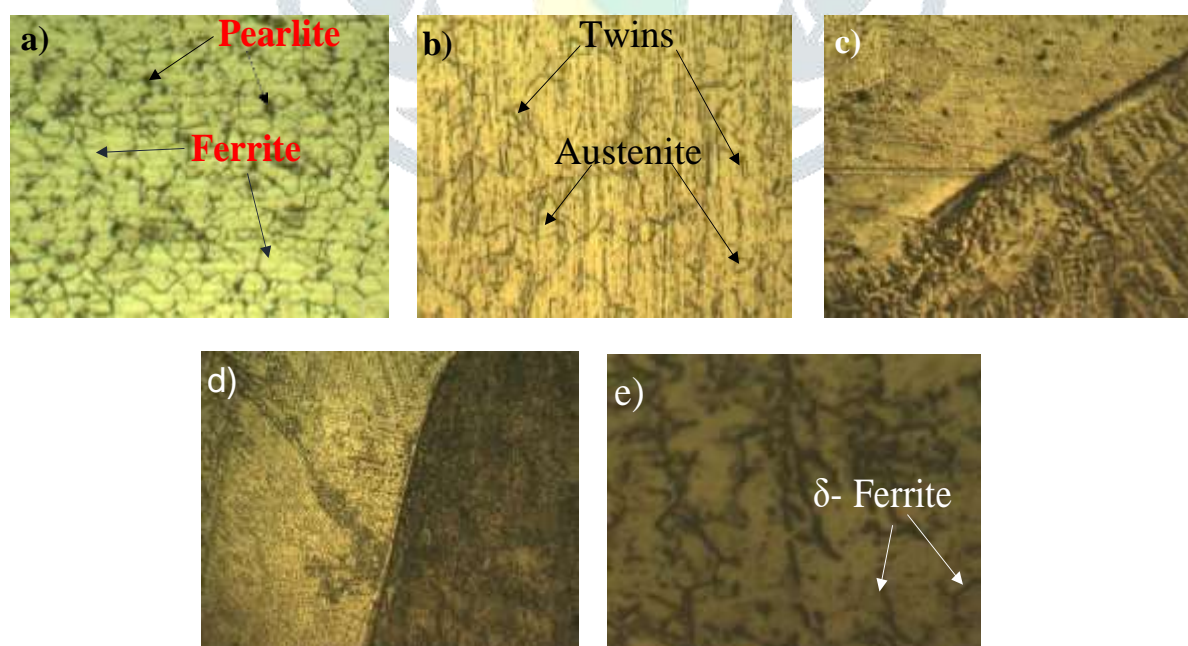 a)
Pearlite
Ferrite
b)
Twins
Austenite
c)
d)
e)
δ- Ferrite